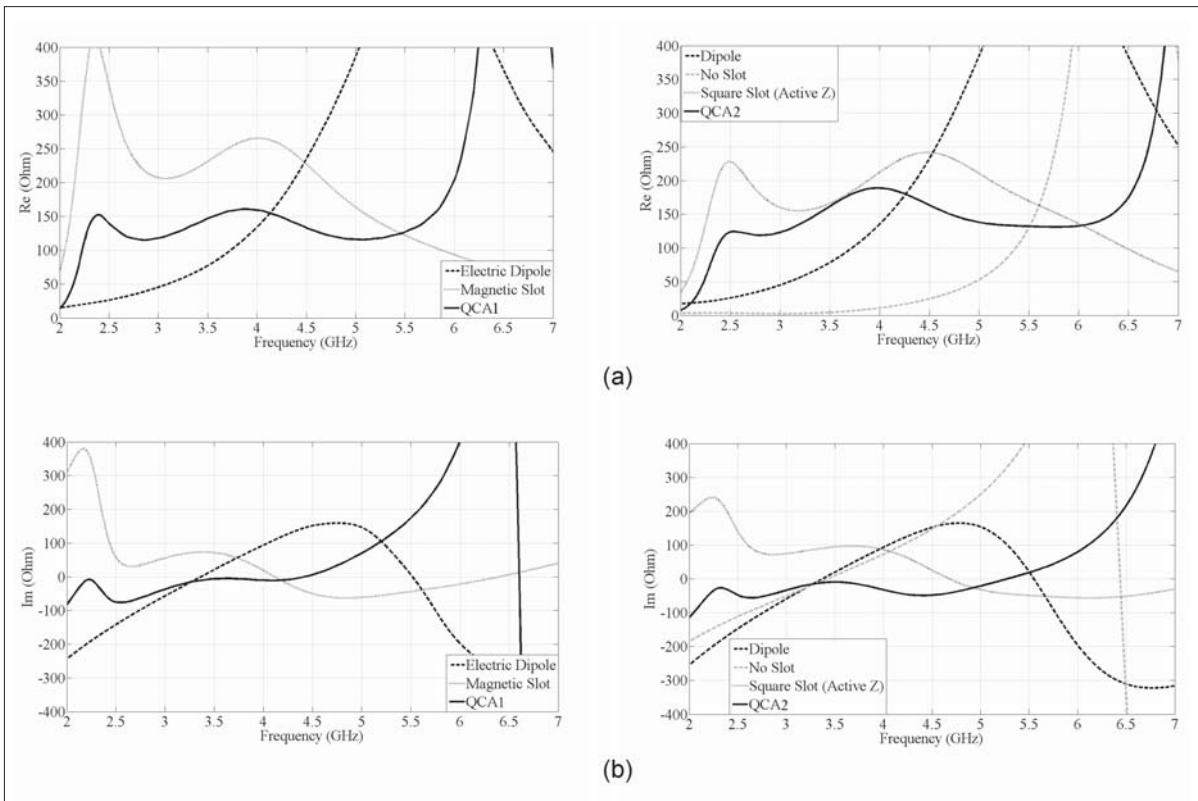 400
350
300
250
200
150
100
50
0
Re (Ohm)
2 2.5 3 3.5 4 4.5 5 5.5 6 6.5 7
Frequency (GHz)
Electric Dipole
Magnetic Slot
QCA1
400
350
300
250
200
150
100
50
0
Re (Ohm)
2 2.5 3 3.5 4 4.5 5 5.5 6 6.5 7
Frequency (GHz)
Dipole
No Slot
Square Slot (Active Z)
QCA2
(a)
400
300
200
100
0
-100
-200
-300
-400
Im (Ohm)
2 2.5 3 3.5 4 4.5 5 5.5 6 6.5 7
Frequency (GHz)
Electric Dipole
Magnetic Slot
QCA1
400
300
200
100
0
-100
-200
-300
-400
Im (Ohm)
2 2.5 3 3.5 4 4.5 5 5.5 6 6.5 7
Frequency (GHz)
Dipole
No Slot
Square Slot (Active Z)
QCA2
(b)